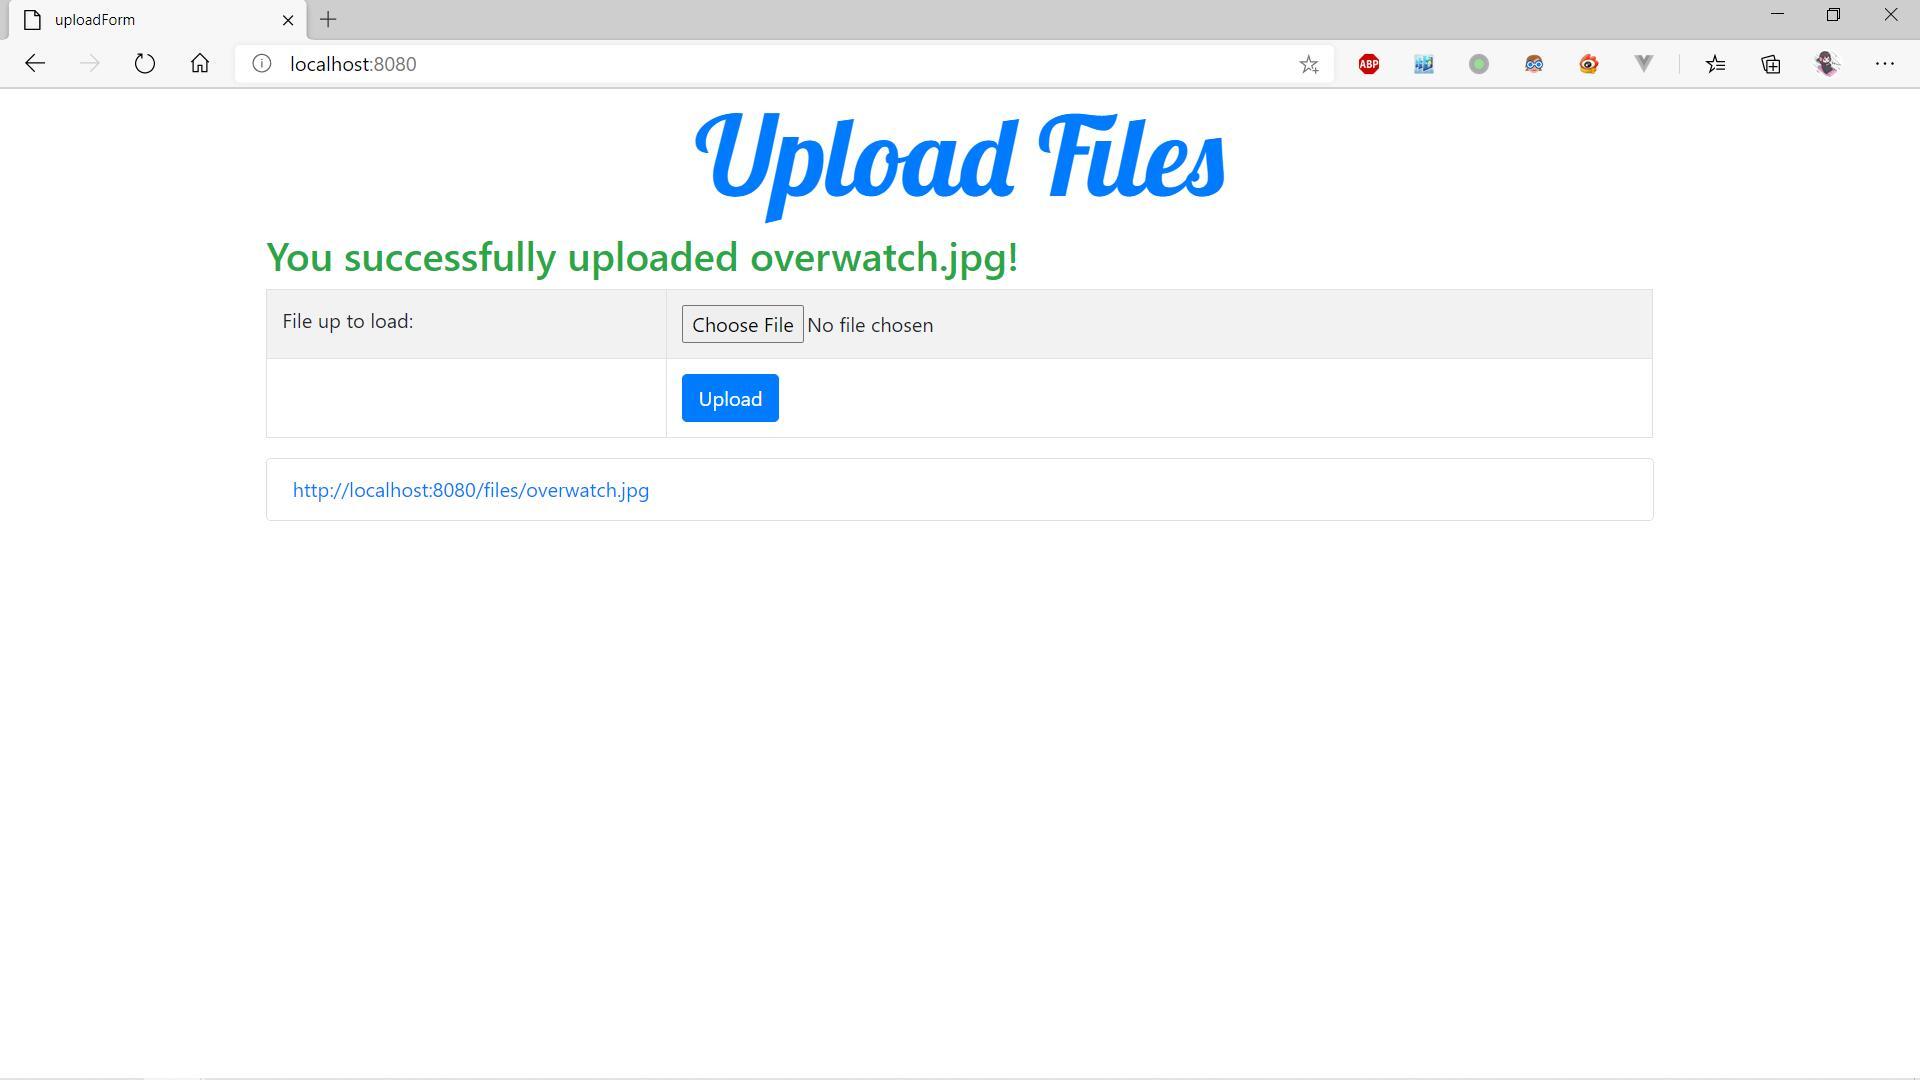 uploadForm
localhost:8080
ABP
Upload Files
You successfully uploaded overwatch.jpg!
File up to load:
Choose File No file chosen
Upload
http://localhost:8080/files/overwatch.jpg